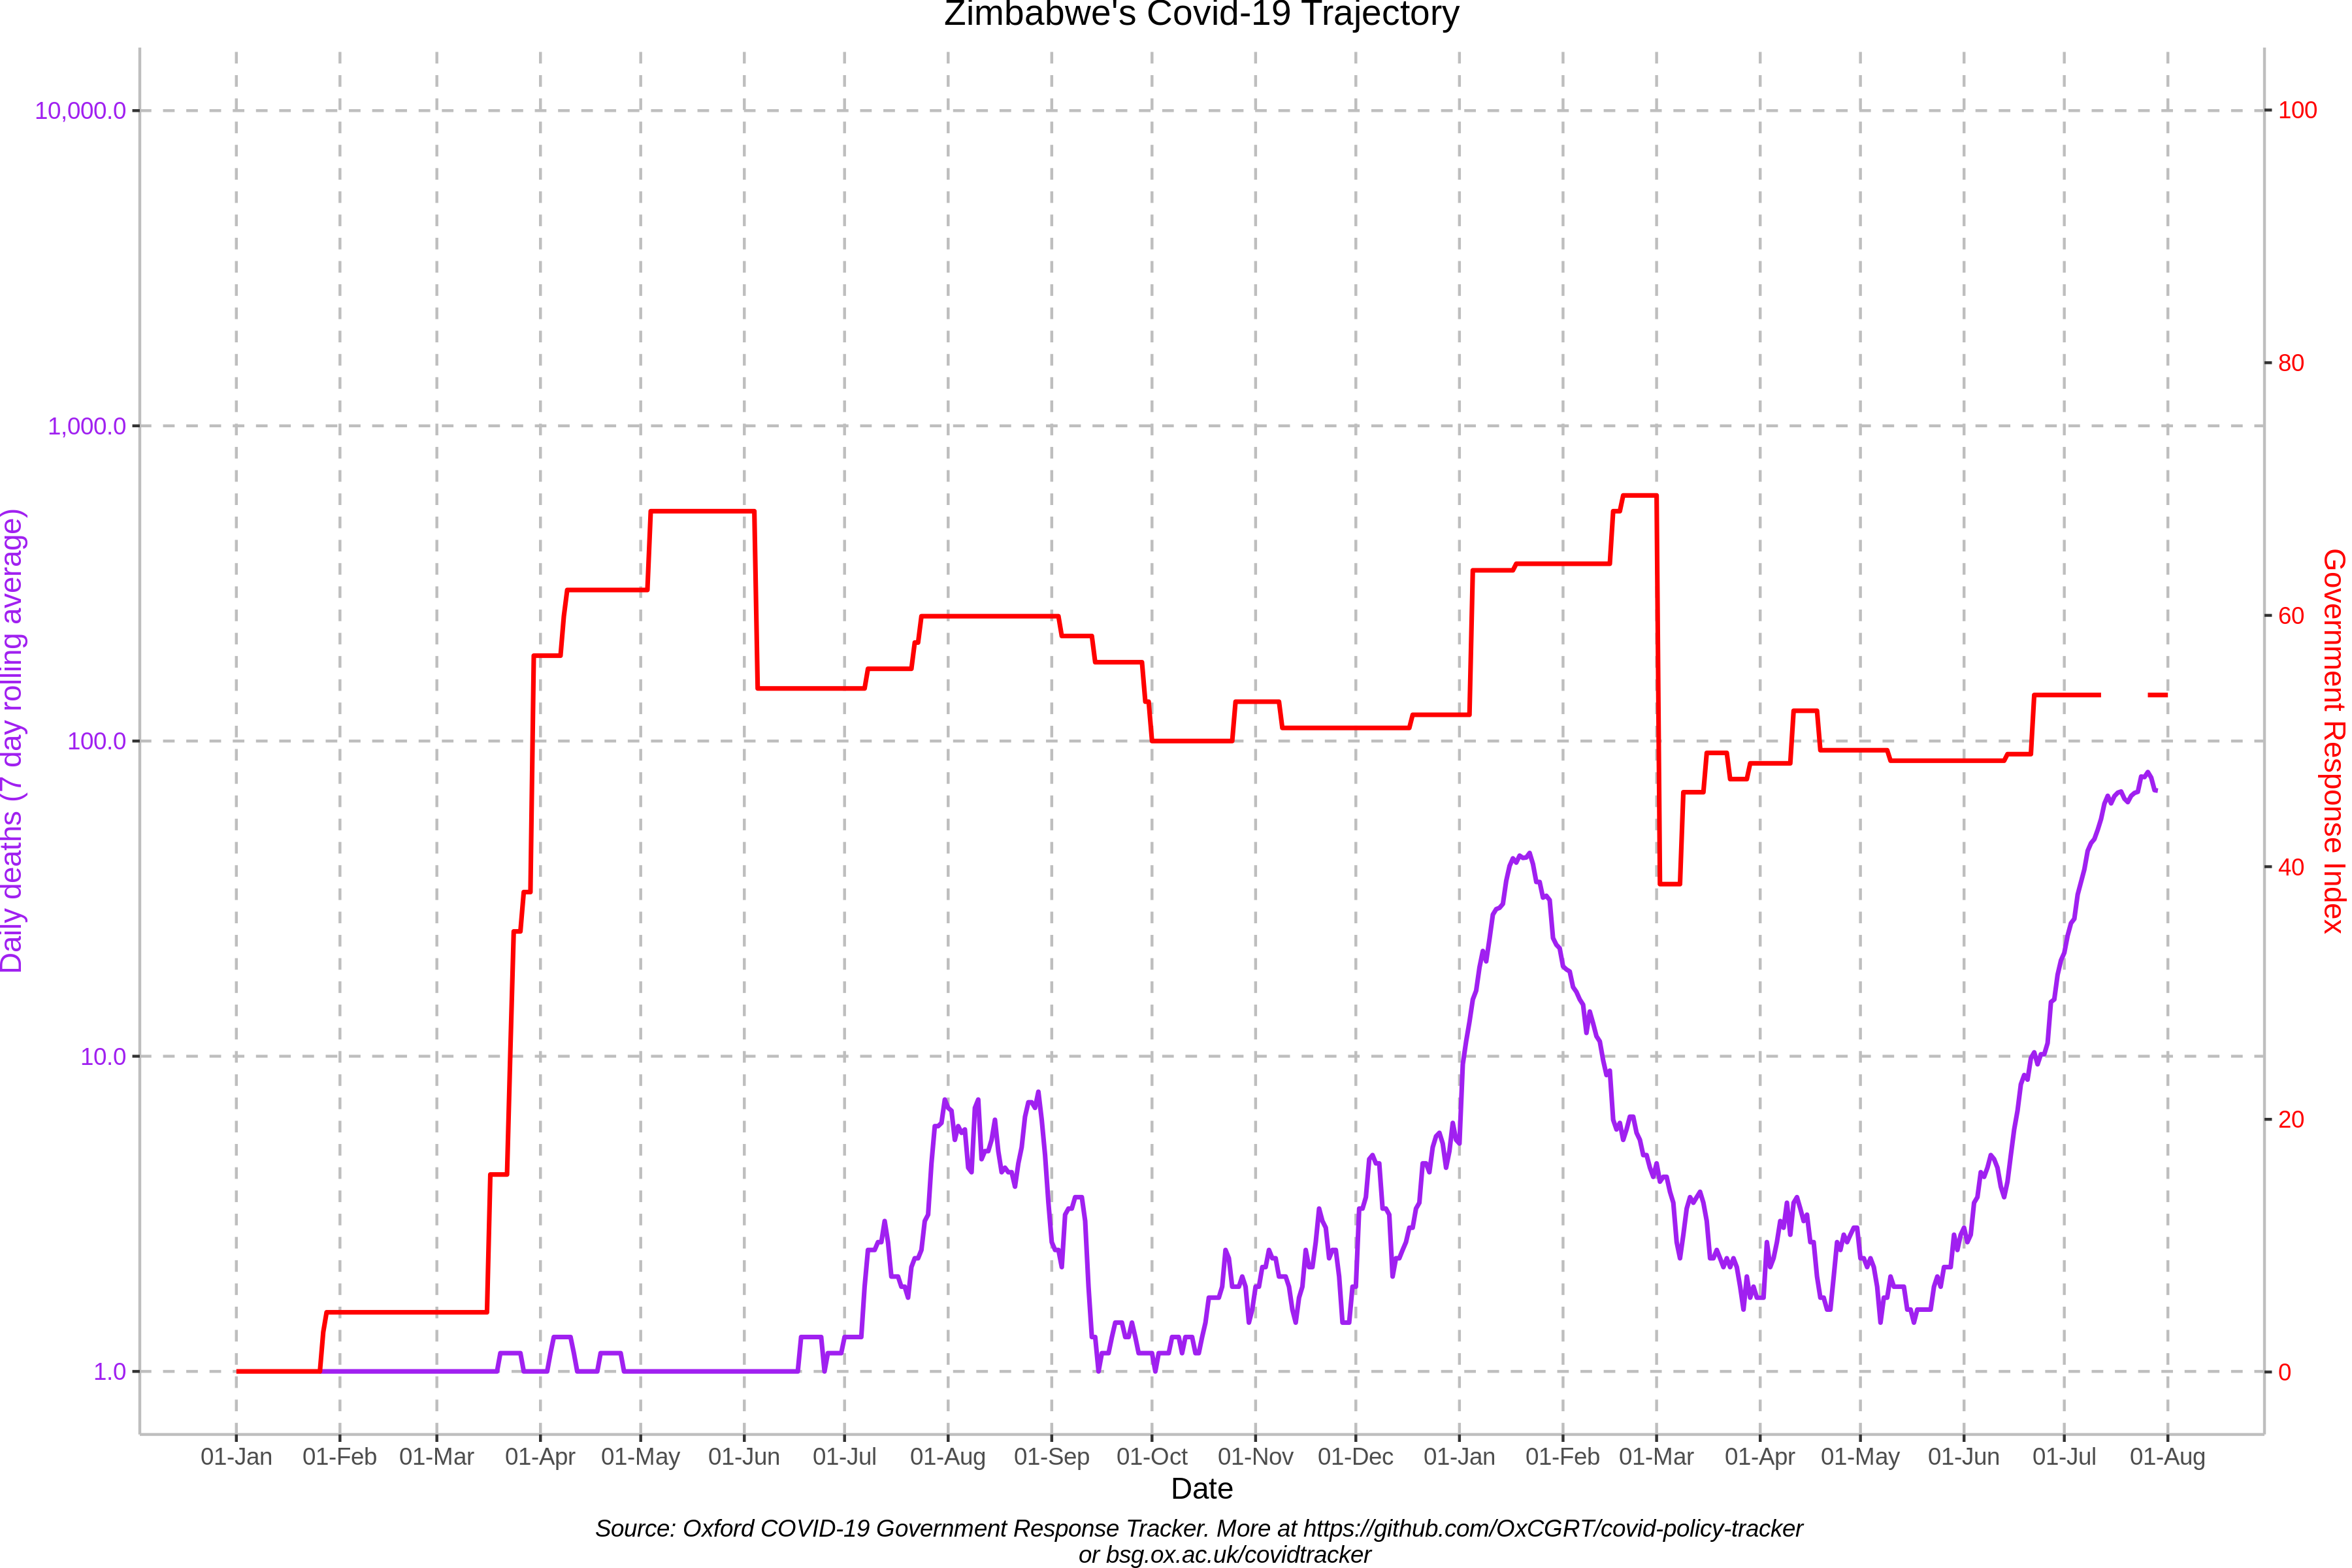 Zimbabwe's Covid-19 Trajectory
10,000.0
1,000.0
100.0
10.0
1.0
Daily deaths (7 day rolling average)
100
80
60
40
20
0
Government Response Index
01-Jan 01-Feb 01-Mar 01-Apr 01-May 01-Jun 01-Jul 01-Aug 01-Sep 01-Oct 01-Nov 01-Dec 01-Jan 01-Feb 01-Mar 01-Apr 01-May 01-Jun 01-Jul 01-Aug
Date
Source: Oxford COVID-19 Government Response Tracker. More at https://github.com/OxCGRT/covid-policy-tracker
or bsg.ox.ac.uk/covidtracker